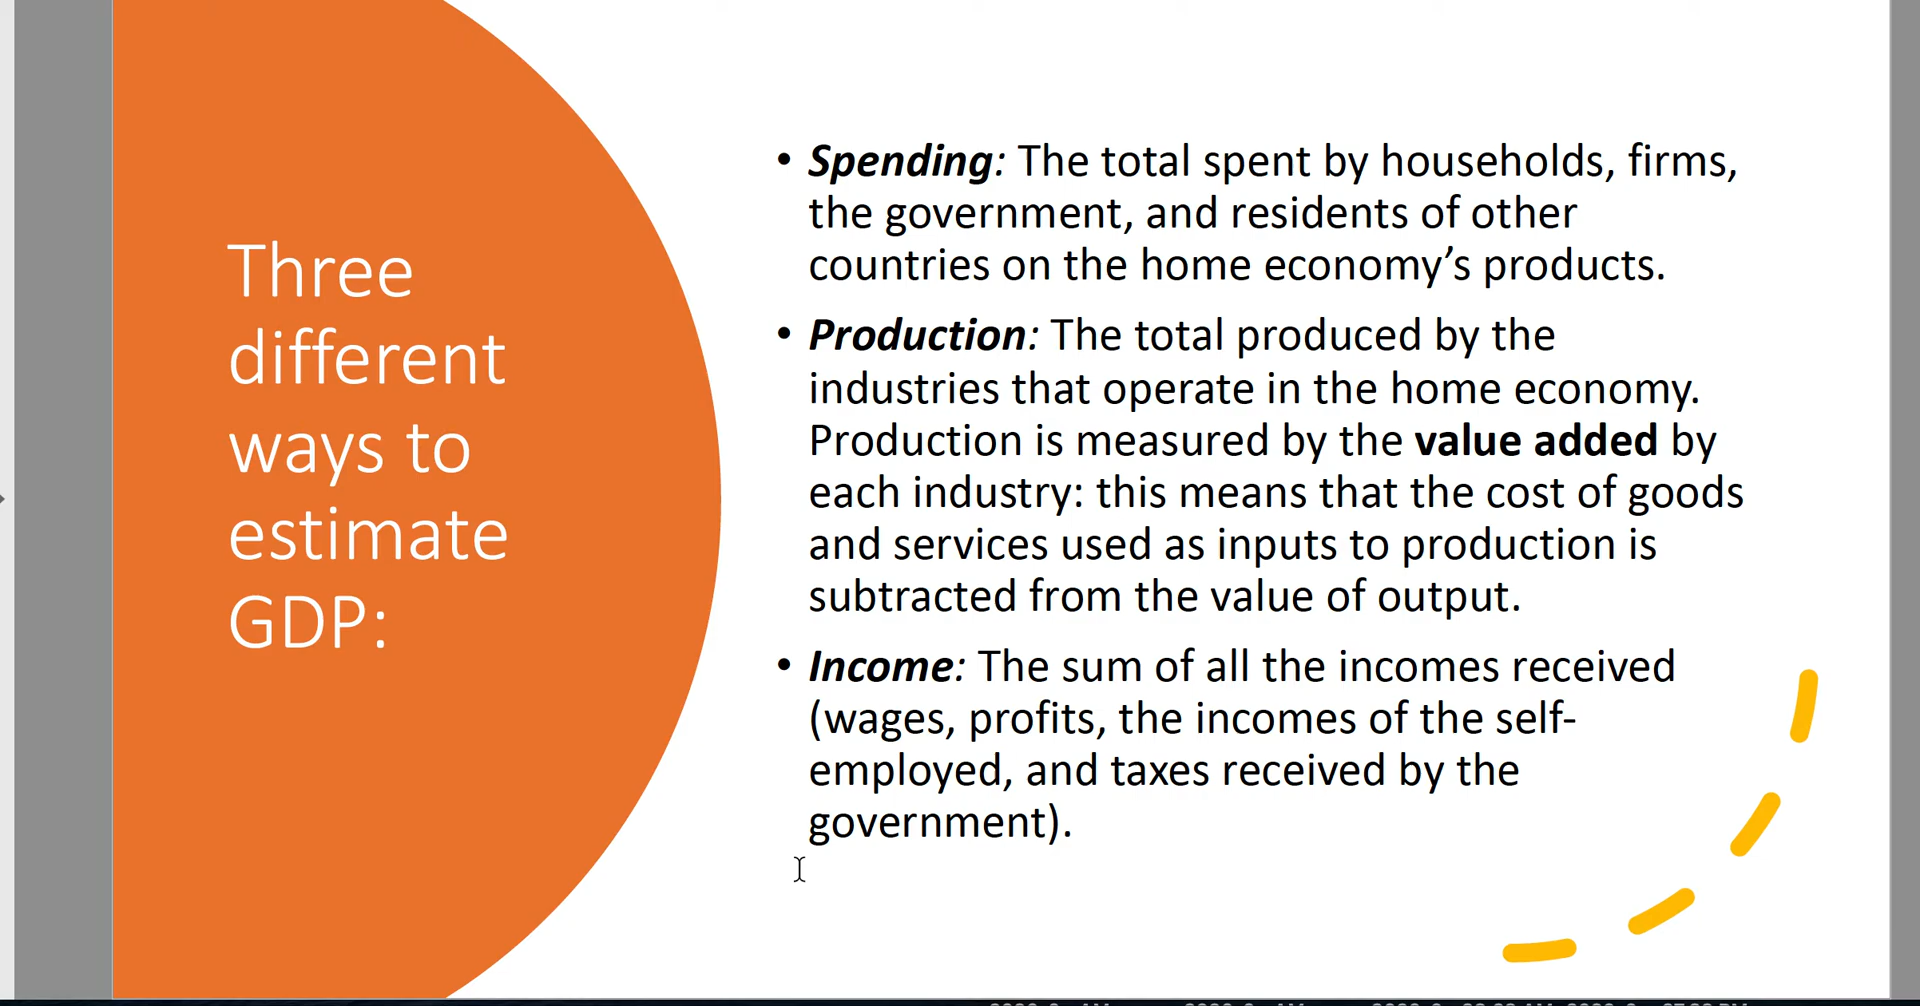 Three
different
ways to
estimate
GDP:
• Spending: The total spent by households, firms,
the government, and residents of other
countries on the home economy’s products.
• Production: The total produced by the
industries that operate in the home economy.
Production is measured by the value added by
each industry: this means that the cost of goods
and services used as inputs to production is
subtracted from the value of output.
• Income: The sum of all the incomes received
(wages, profits, the incomes of the self-
employed, and taxes received by the
government).